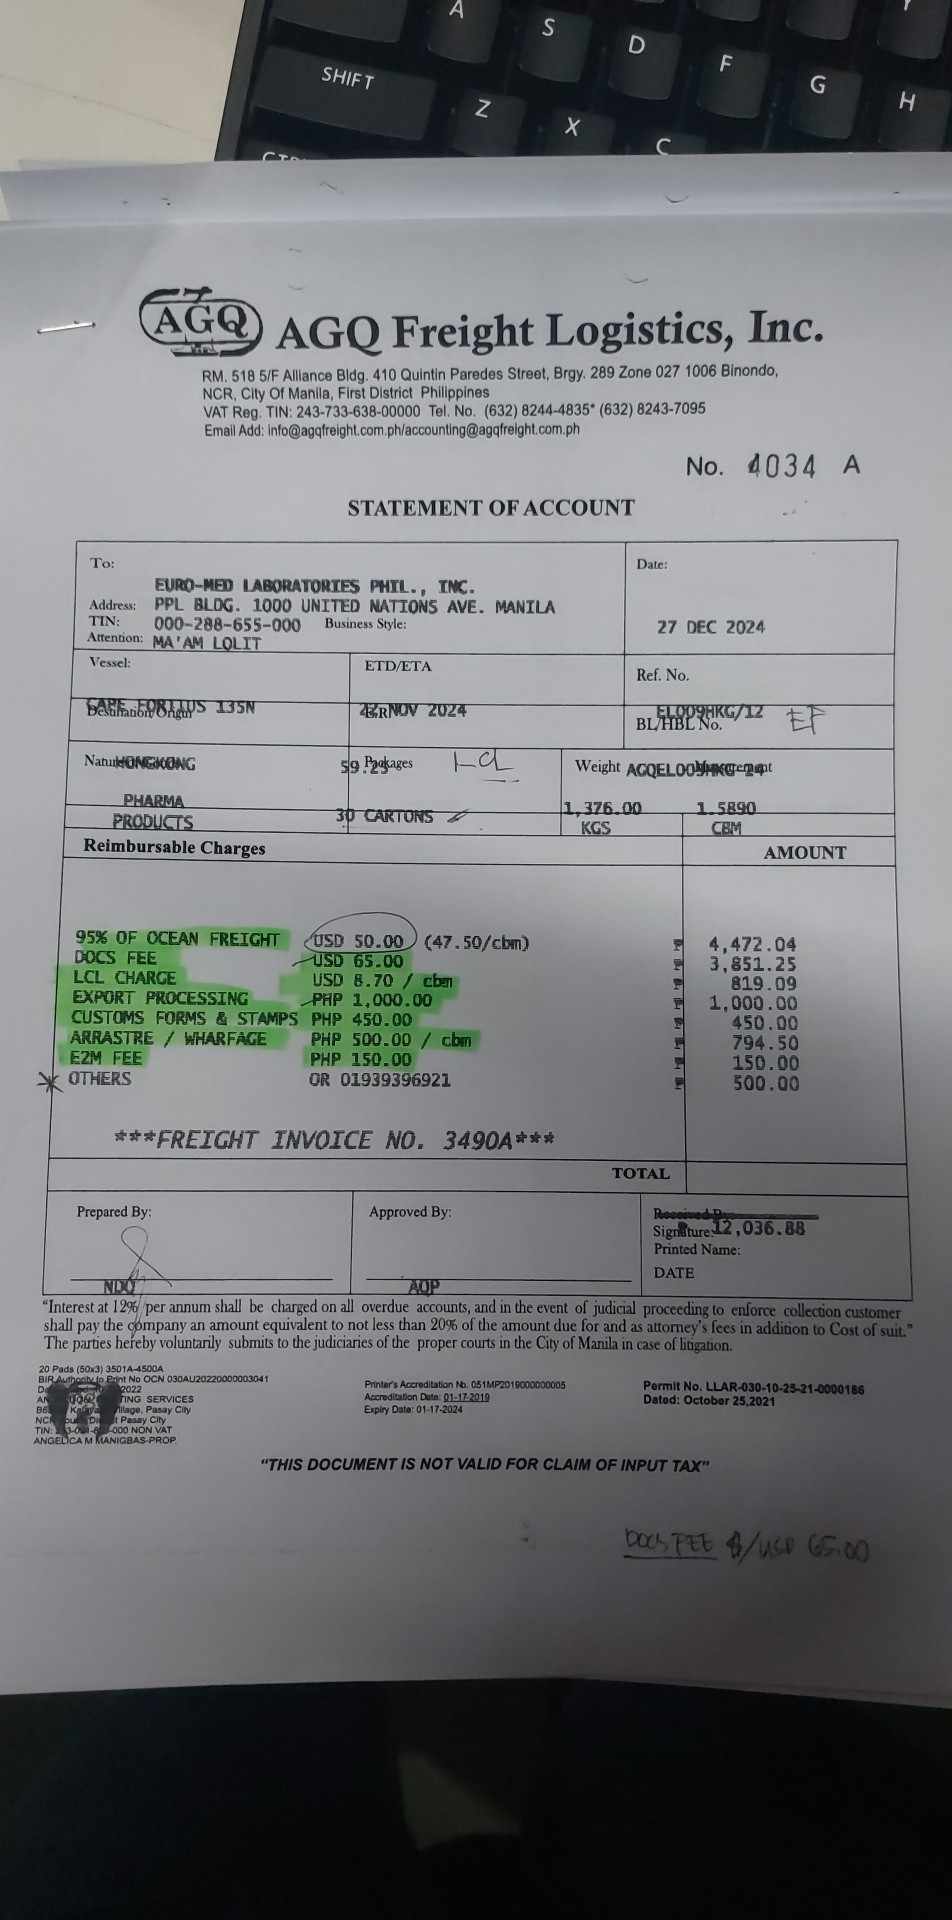 A
S
D
F
G
H
SHIFT
Z
X
C
AGQ AGQ Freight Logistics, Inc.
RM. 518 5/F Alliance Bldg. 410 Quintin Paredes Street, Brgy. 289 Zone 027 1006 Binondo,
NCR, City Of Manila, First District Philippines
VAT Reg. TIN: 243-733-638-00000 Tel. No. (632) 8244-4835* (632) 8243-7095
Email Add: info@agqfreight.com.ph/accounting@agqfreight.com.ph
No. 4034 A
STATEMENT OF ACCOUNT
To: Date:
EURO-MED LABORATORIES PHIL., INC.
Address: PPL BLDG. 1000 UNITED NATIONS AVE. MANILA
TIN: 000-288-655-000 Business Style: 27 DEC 2024
Attention: MA'AM LOLIT
Vessel: ETD/ETA Ref. No.
CAPE FORTIUS 135N NOV 2024 EL009HKG/12
Destination/Origin BL/HBL No. EF
HONGKONG 59.25 Packages LCL Weight
PHARMA 30 CARTONS 1,376.00 1.5890
PRODUCTS KGS CBM
Reimbursable Charges AMOUNT
95% OF OCEAN FREIGHT USD 50.00 (47.50/cbm) ₱ 4,472.04
DOCS FEE USD 65.00 ₱ 3,851.25
LCL CHARGE USD 8.70 / cbm ₱ 819.09
EXPORT PROCESSING PHP 1,000.00 ₱ 1,000.00
CUSTOMS FORMS & STAMPS PHP 450.00 ₱ 450.00
ARRASTRE / WHARFAGE PHP 500.00 / cbm ₱ 794.50
E2M FEE PHP 150.00 ₱ 150.00
OTHERS OR 01939396921 ₱ 500.00
***FREIGHT INVOICE NO. 3490A***
TOTAL
Prepared By: Approved By: Received By:
Signature: 12,036.88
Printed Name:
DATE
NDQ AQP
"Interest at 12% per annum shall be charged on all overdue accounts, and in the event of judicial proceeding to enforce collection customer
shall pay the company an amount equivalent to not less than 20% of the amount due for and as attorney's fees in addition to Cost of suit."
The parties hereby voluntarily submits to the judiciaries of the proper courts in the City of Manila in case of litigation.
20 Pads (50x3) 3501A-4500A
BIR Authority to Print No OCN 030AU20220000003041
2022
SERVICES
Village, Pasay City
Pasay City
TIN: 000 NON VAT
ANGELICA M MANIGBAS-PROP.
Printer's Accreditation No. 051MP2019000000005
Accreditation Date: 01-17-2019
Expiry Date: 01-17-2024
Permit No. LLAR-030-10-25-21-0000186
Dated: October 25,2021
"THIS DOCUMENT IS NOT VALID FOR CLAIM OF INPUT TAX"
DOCS FEE $/USD 65.00